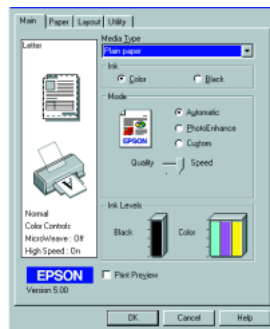 Main Paper Layout Utility
Letter
Media Type
Plain paper
Ink
Color Black
Mode
EPSON
Automatic
PhotoEnhance
Custom
Quality Speed
Normal
Color Controls
MicroWeave : Off
High Speed : On
Ink Levels
Black Color
EPSON
Version 5.00
Print Preview
OK Cancel Help